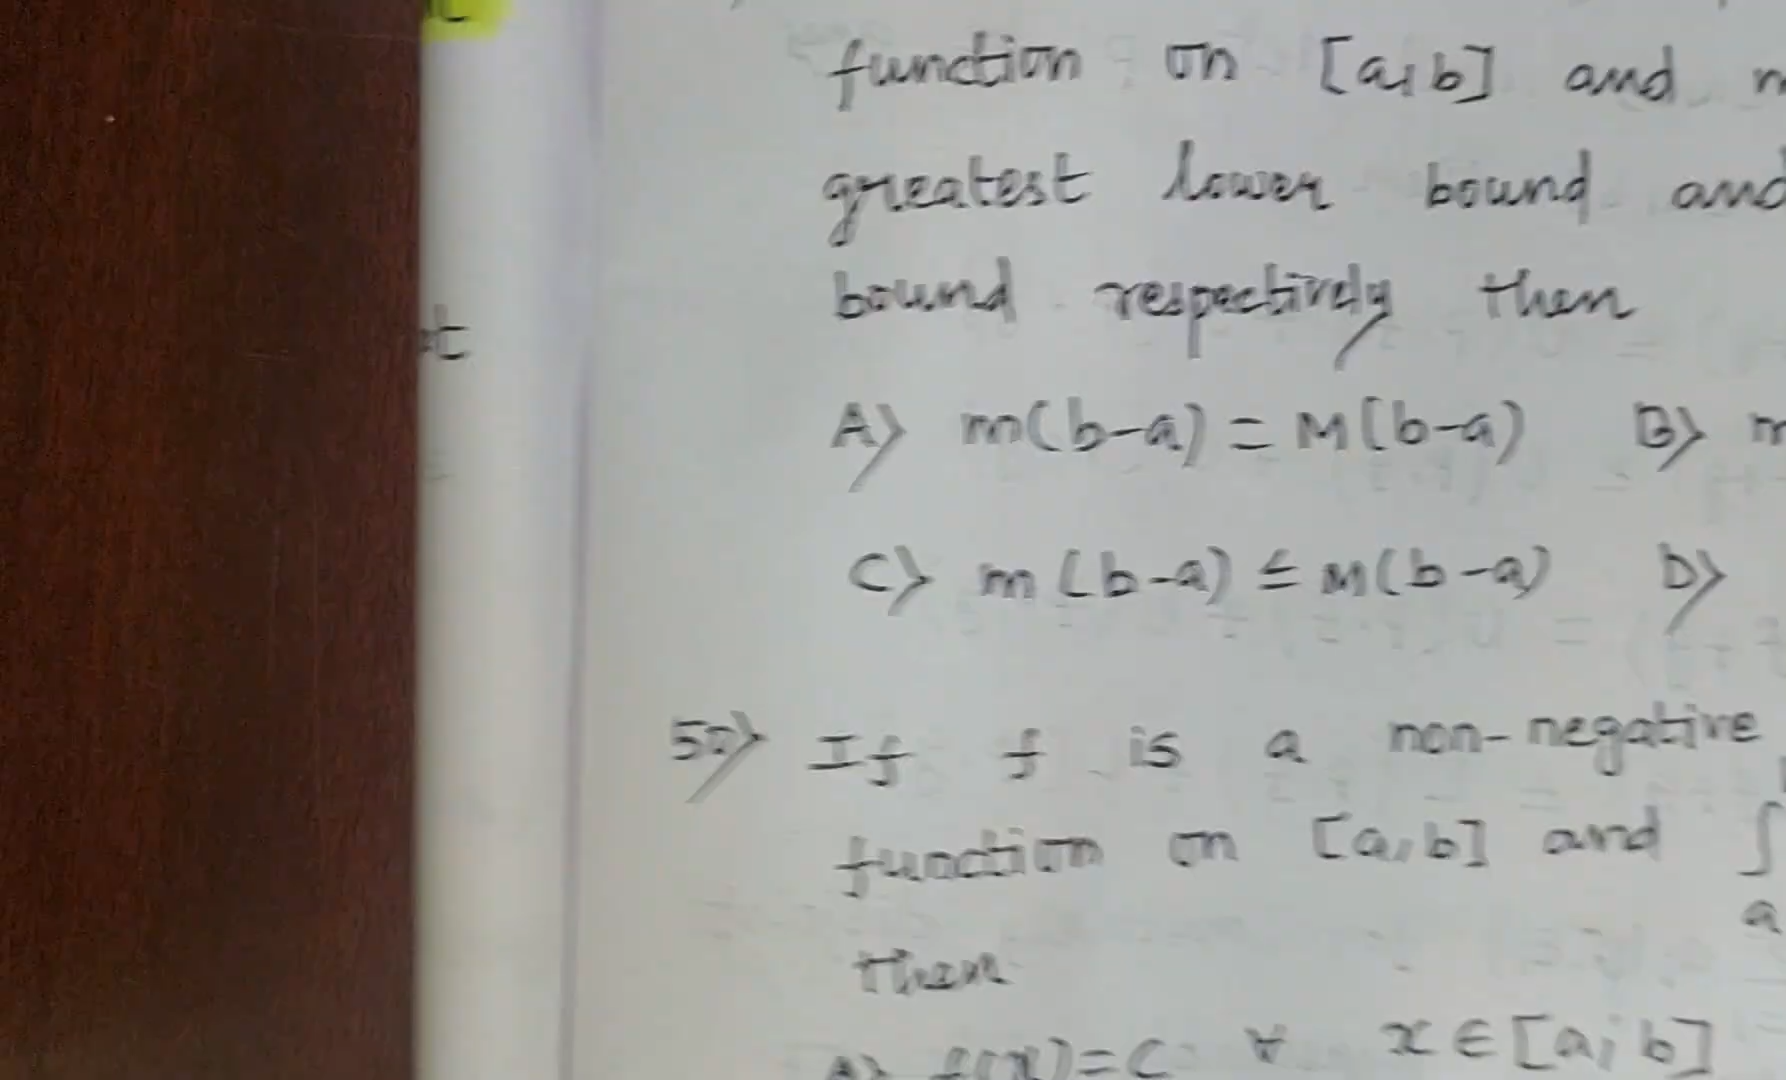 function on [a,b] and
greatest lower bound and
bound respectively then
A) m(b-a) = M(b-a) B) m
C) m(b-a) ≤ M(b-a) D)
50) If f is a non-negative
function on [a,b] and ∫
a
then
A) f(x)=C ∀ x∈[a,b]